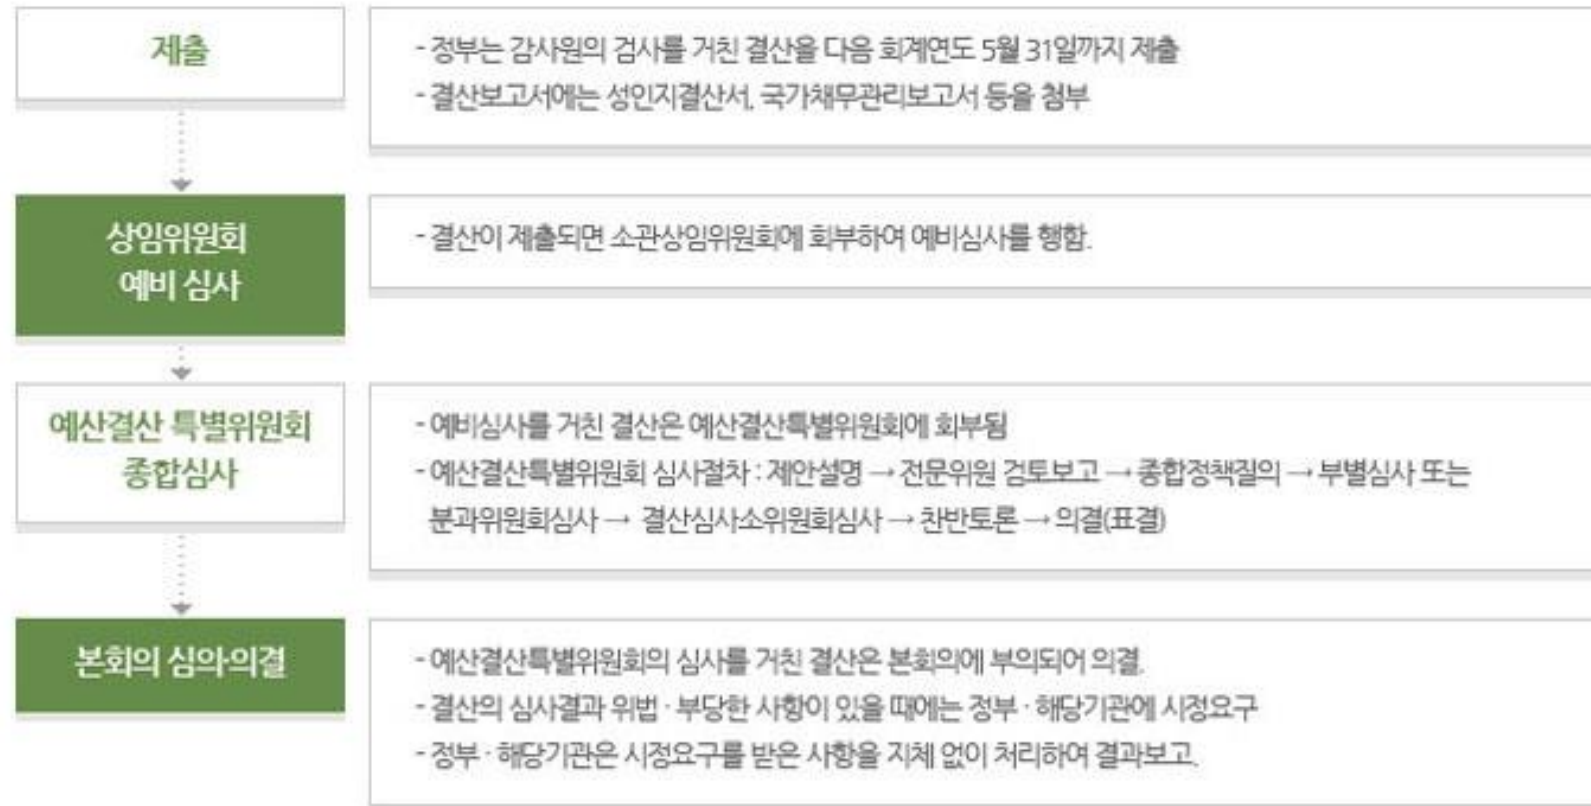 제출
- 정부는 감사원의 검사를 거친 결산을 다음 회계연도 5월 31일까지 제출
- 결산보고서에는 성인지결산서, 국가채무관리보고서 등을 첨부
상임위원회
예비 심사
- 결산이 제출되면 소관상임위원회에 회부하여 예비심사를 행함.
예산결산 특별위원회
종합심사
- 예비심사를 거친 결산은 예산결산특별위원회에 회부됨
- 예산결산특별위원회 심사절차 : 제안설명 → 전문위원 검토보고 → 종합정책질의 → 부별심사 또는
분과위원회심사 → 결산심사소위원회심사 → 찬반토론 → 의결(표결)
본회의 심의·의결
- 예산결산특별위원회의 심사를 거친 결산은 본회의에 부의되어 의결.
- 결산의 심사결과 위법 · 부당한 사항이 있을 때에는 정부 · 해당기관에 시정요구
- 정부 · 해당기관은 시정요구를 받은 사항을 지체 없이 처리하여 결과보고.